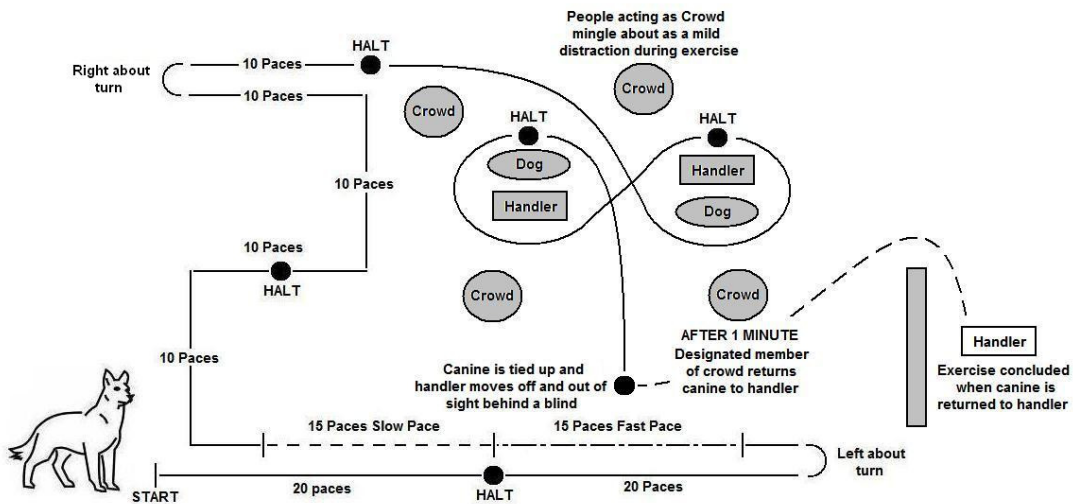 People acting as Crowd
mingle about as a mild
distraction during exercise
HALT
10 Paces
Right about
turn
10 Paces
Crowd
Crowd
HALT
HALT
Dog
Handler
Handler
Dog
10 Paces
10 Paces
HALT
Crowd
Crowd
AFTER 1 MINUTE
Designated member
of crowd returns
canine to handler
Handler
Exercise concluded
when canine is
returned to handler
10 Paces
Canine is tied up and
handler moves off and out of
sight behind a blind
15 Paces Slow Pace
15 Paces Fast Pace
Left about
turn
START
20 paces
HALT
20 Paces